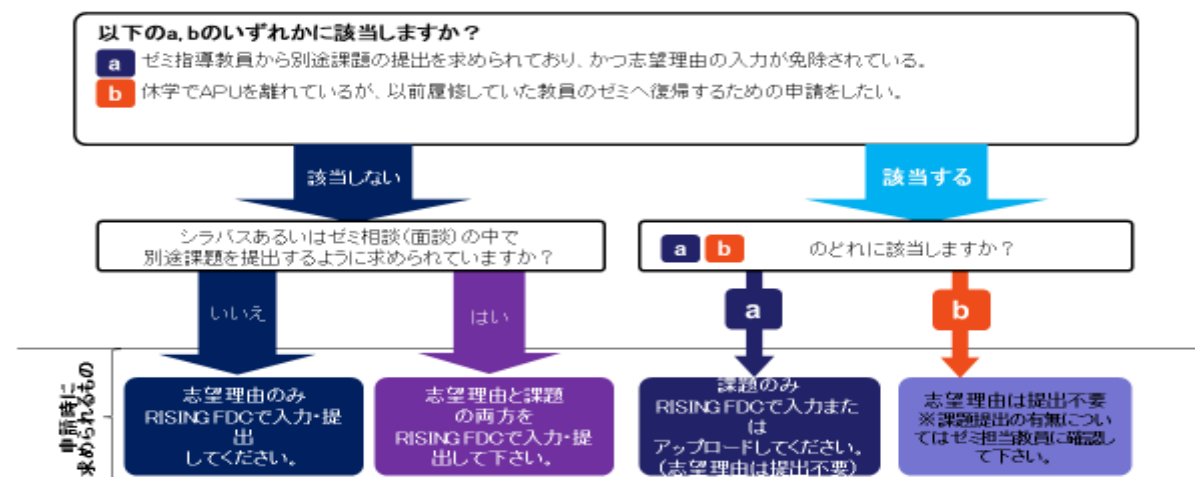 以下のa, bのいずれかに該当しますか？
a ゼミ指導教員から別途課題の提出を求められており、かつ志望理由の入力が免除されている。
b 休学でAPUを離れているが、以前履修していた教員のゼミへ復帰するための申請をしたい。
該当しない
該当する
シラバスあるいはゼミ相談(面談)の中で
別途課題を提出するように求められていますか？
a b のどれに該当しますか？
いいえ
はい
a
b
申請時に
求められるもの
志望理由のみ
RISING FDCで入力・提
出
してください。
志望理由と課題
の両方を
RISING FDCで入力・提
出して下さい。
課題のみ
RISING FDCで入力また
は
アップロードしてください。
(志望理由は提出不要)
志望理由は提出不要
※課題提出の有無につい
てはゼミ担当教員に確認し
て下さい。